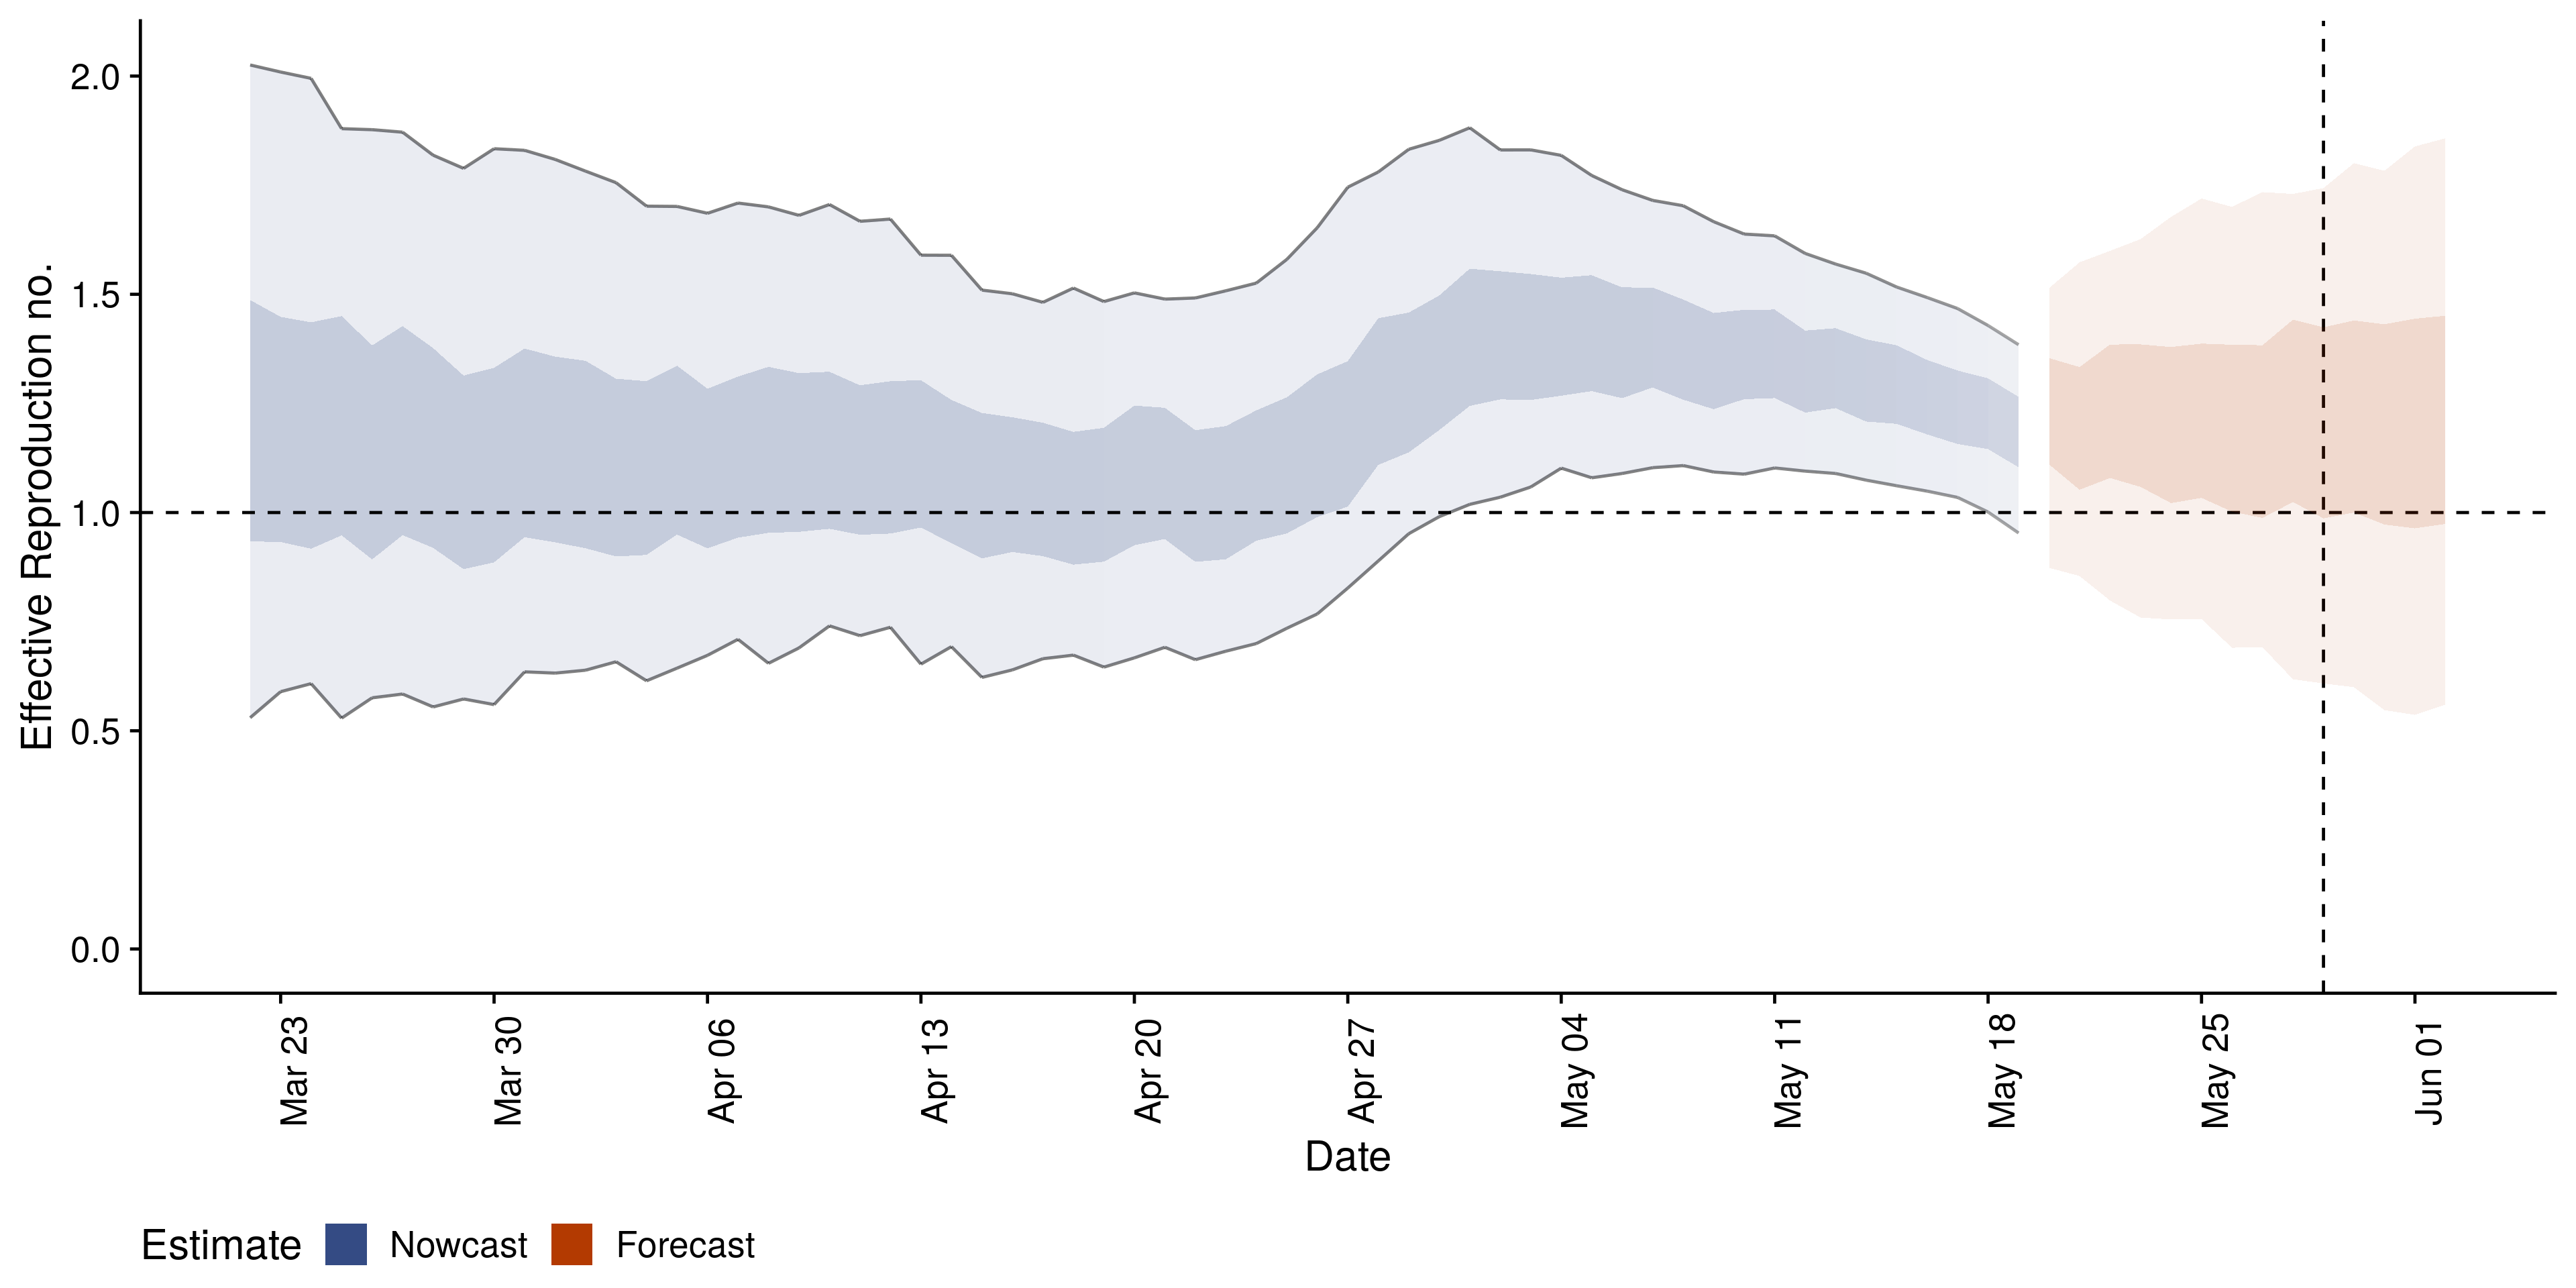 Effective Reproduction no.
2.0
1.5
1.0
0.5
0.0
Mar 23
Mar 30
Apr 06
Apr 13
Apr 20
Apr 27
May 04
May 11
May 18
May 25
Jun 01
Date
Estimate Nowcast Forecast